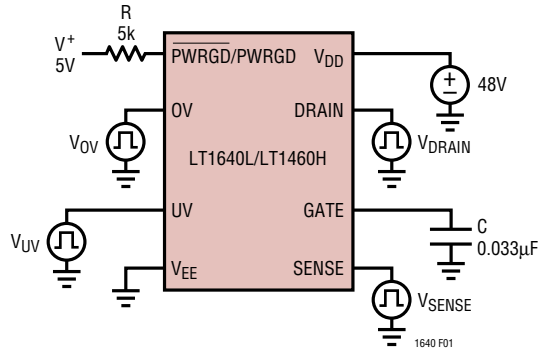 R
5k
V+
5V
PWRGD/PWRGD
VDD
48V
OV
DRAIN
VOV
VDRAIN
LT1640L/LT1460H
UV
GATE
VUV
C
0.033µF
VEE
SENSE
VSENSE
1640 F01